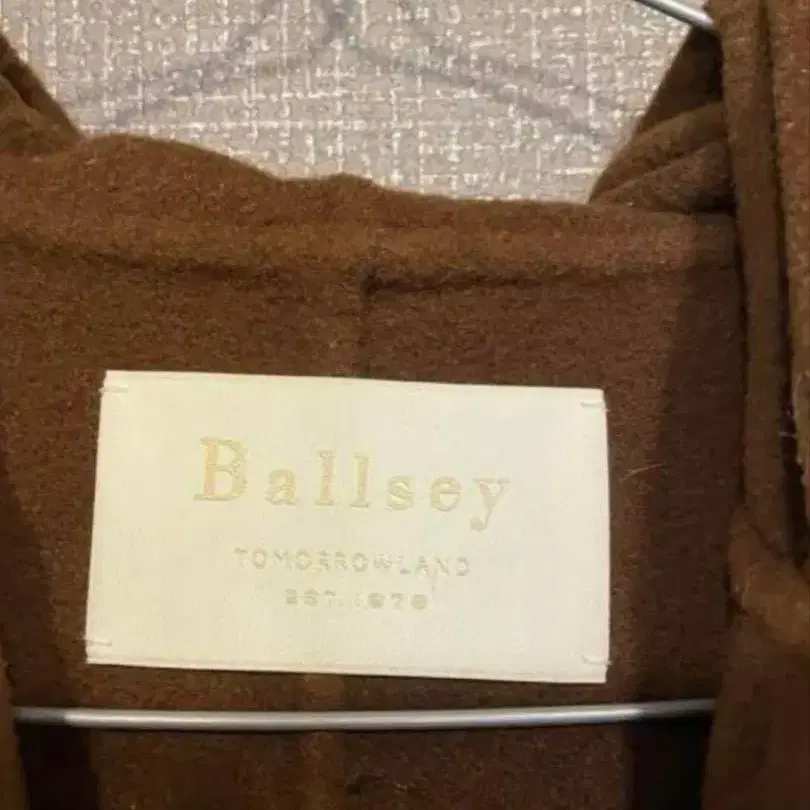 Ballsey
TOMORROWLAND
EST. 1978